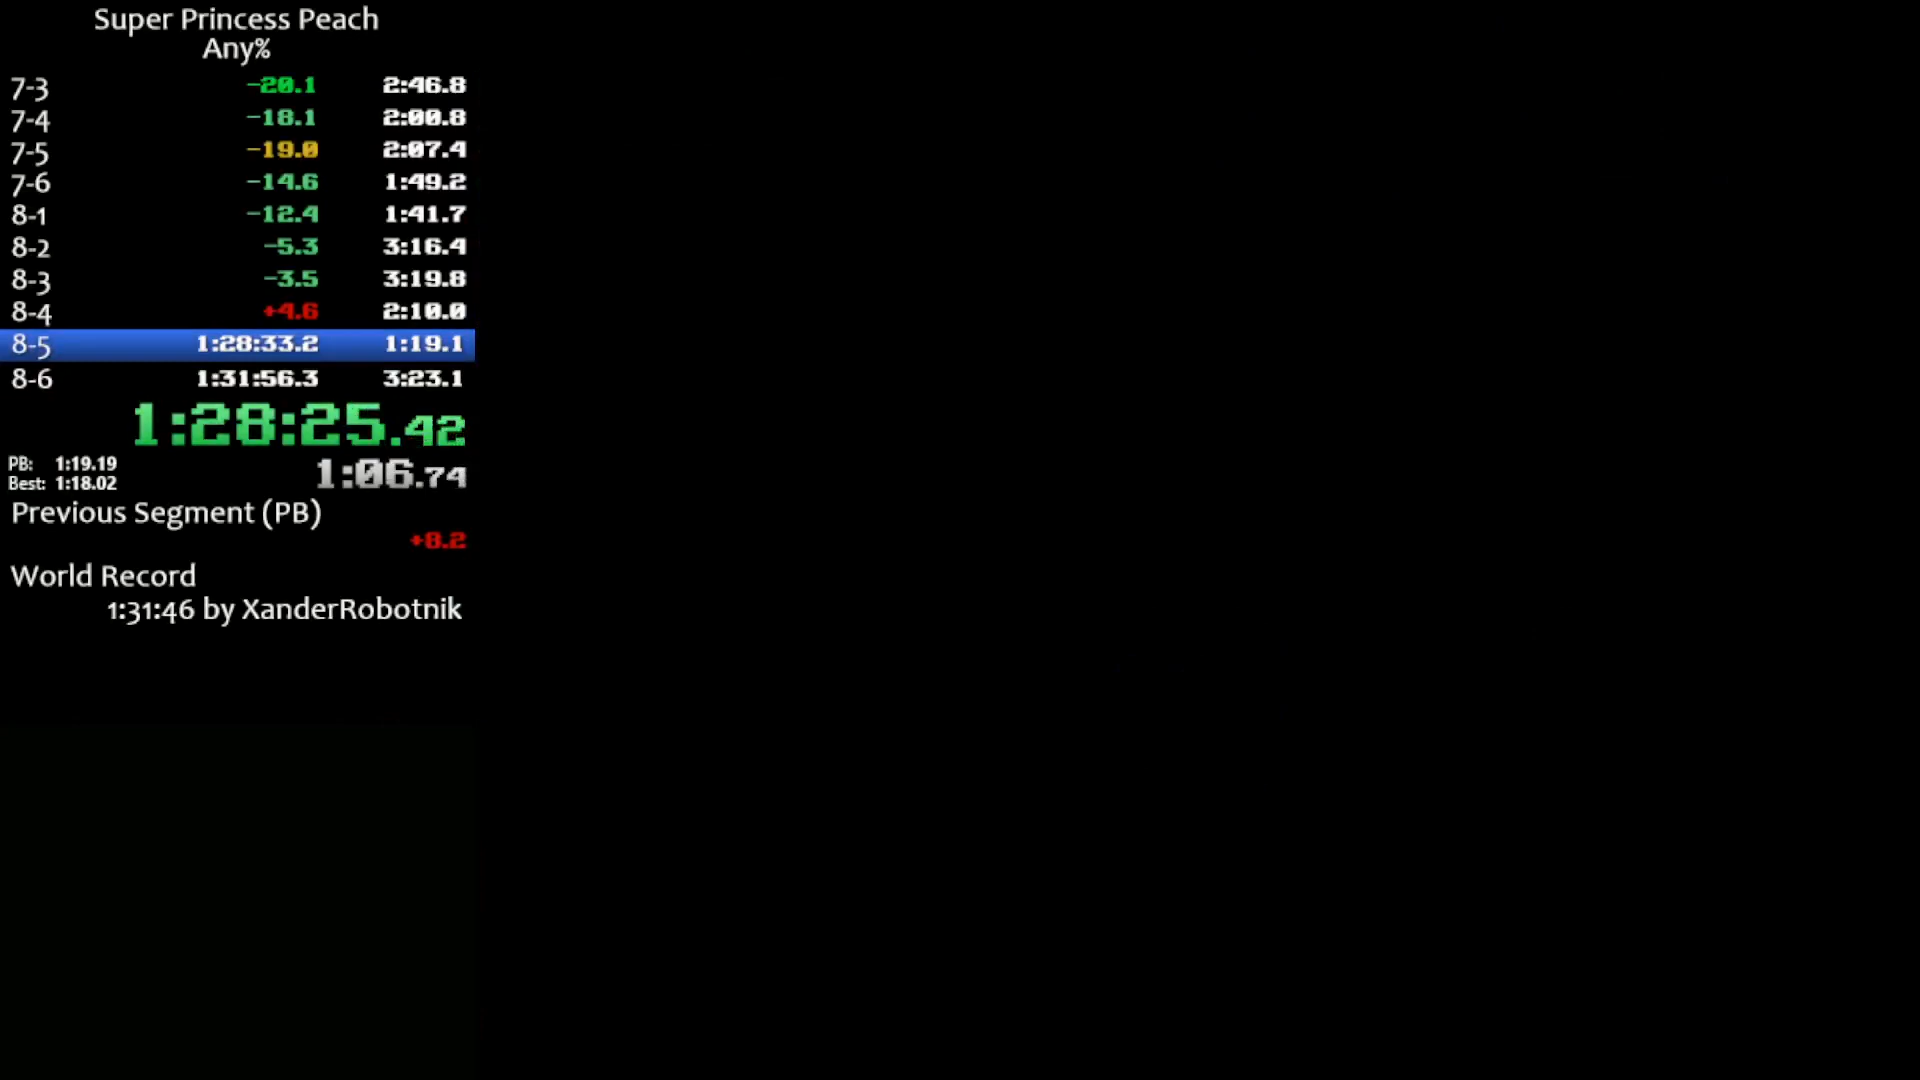 Super Princess Peach
Any%
7-3 -20.1 2:46.8
7-4 -18.1 2:00.8
7-5 -19.0 2:07.4
7-6 -14.6 1:49.2
8-1 -12.4 1:41.7
8-2 -5.3 3:16.4
8-3 -3.5 3:19.8
8-4 +4.6 2:10.0
8-5 1:28:33.2 1:19.1
8-6 1:31:56.3 3:23.1
1:28:25.42
PB: 1:19.19
Best: 1:18.02
1:06.74
Previous Segment (PB)
+8.2
World Record
1:31:46 by XanderRobotnik